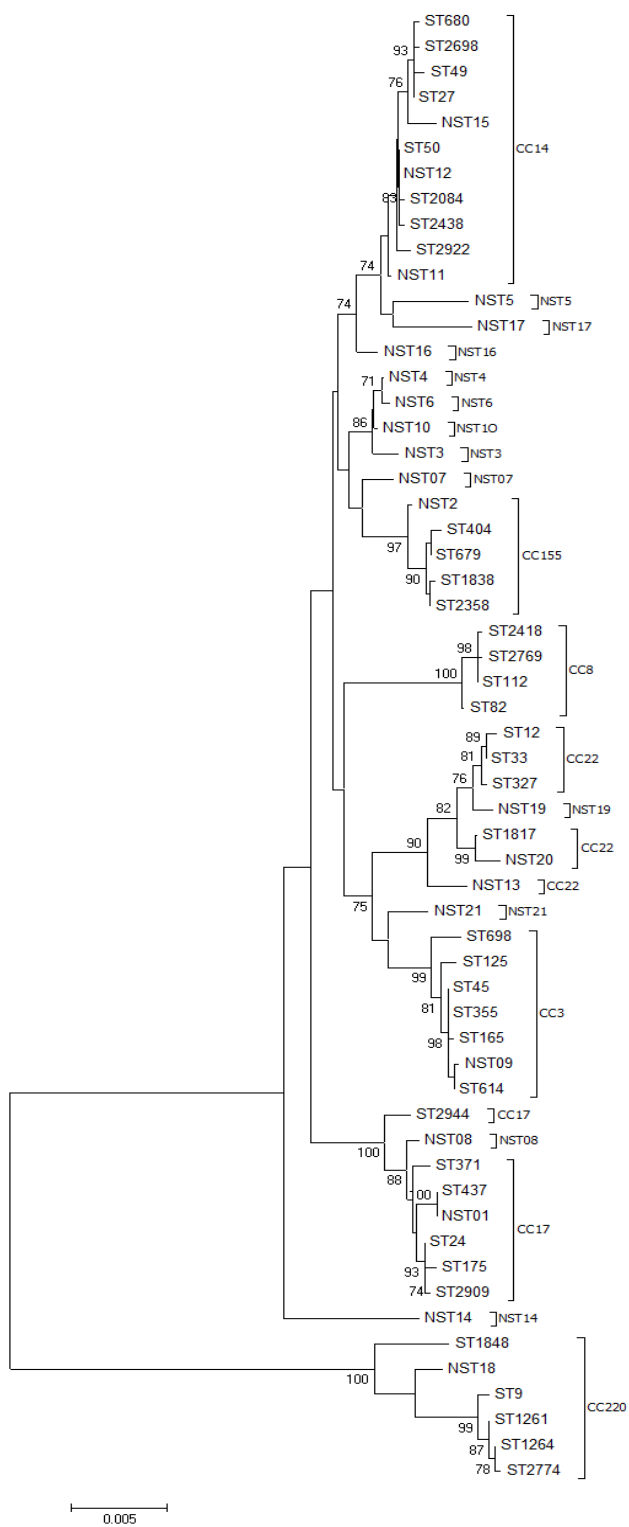 ST680
93 ST2698
ST49
76 ST27
NST15
ST50 CC14
NST12
83 ST2084
ST2438
ST2922
74 NST11
NST5 NST5
74 NST17 NST17
NST16 NST16
71 NST4 NST4
NST6 NST6
86 NST10 NST1O
NST3 NST3
NST07 NST07
NST2
ST404
97 ST679 CC155
90 ST1838
ST2358
ST2418
98 ST2769
100 ST112 CC8
ST82
89 ST12
81 ST33 CC22
76 ST327
82 NST19 NST19
ST1817
90 99 NST20 CC22
NST13 CC22
75 NST21 NST21
ST698
99 ST125
ST45
81 ST355 CC3
98 ST165
NST09
ST614
ST2944 CC17
100 NST08 NST08
88 ST371
00 ST437
NST01 CC17
ST24
93 ST175
74 ST2909
NST14 NST14
ST1848
100 NST18
ST9 CC220
99 ST1261
87 ST1264
78 ST2774
0.005